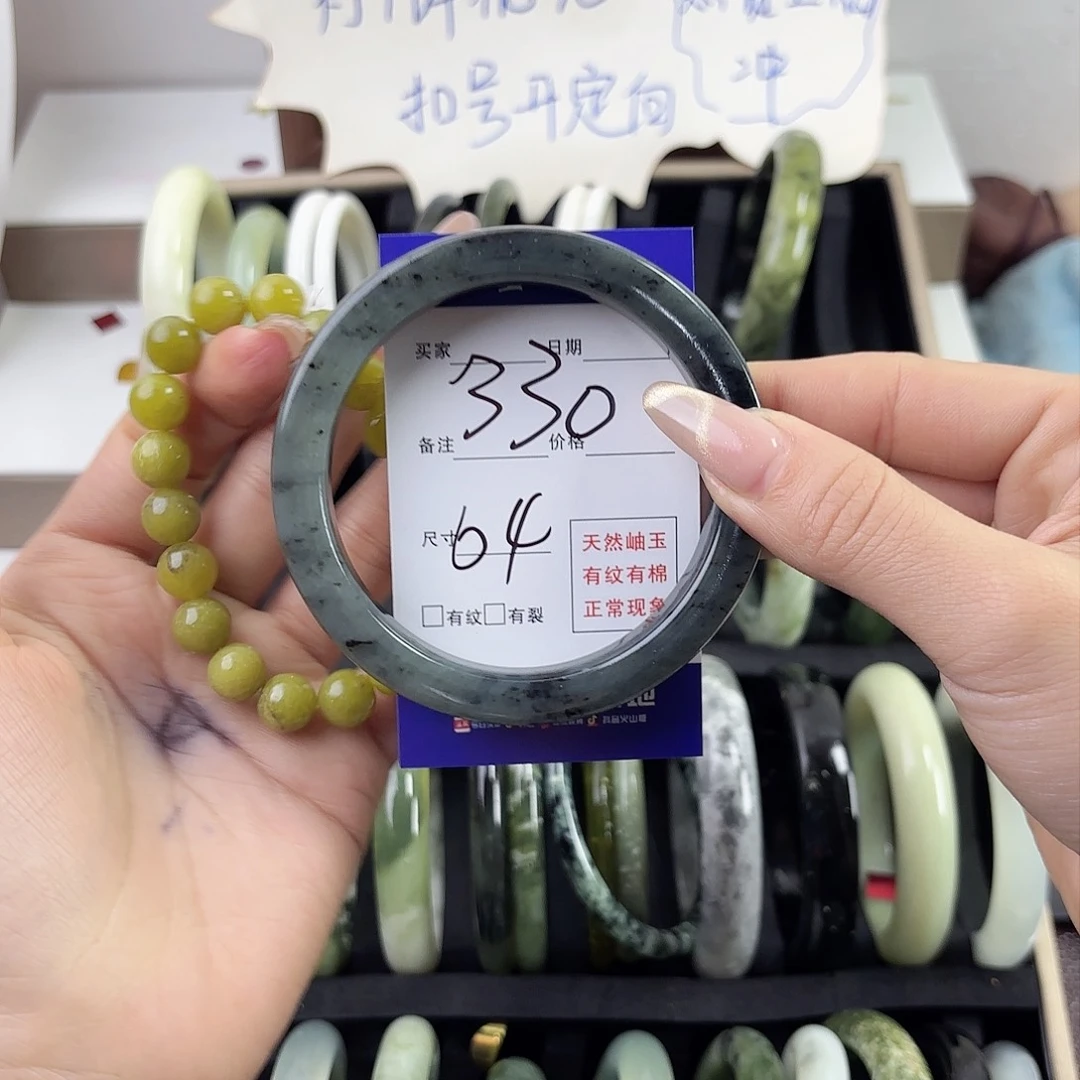 扣号开定向
冲
买家 日期
330
备注 价格
尺寸 64
天然岫玉
有纹有棉
正常现象
□有纹□有裂